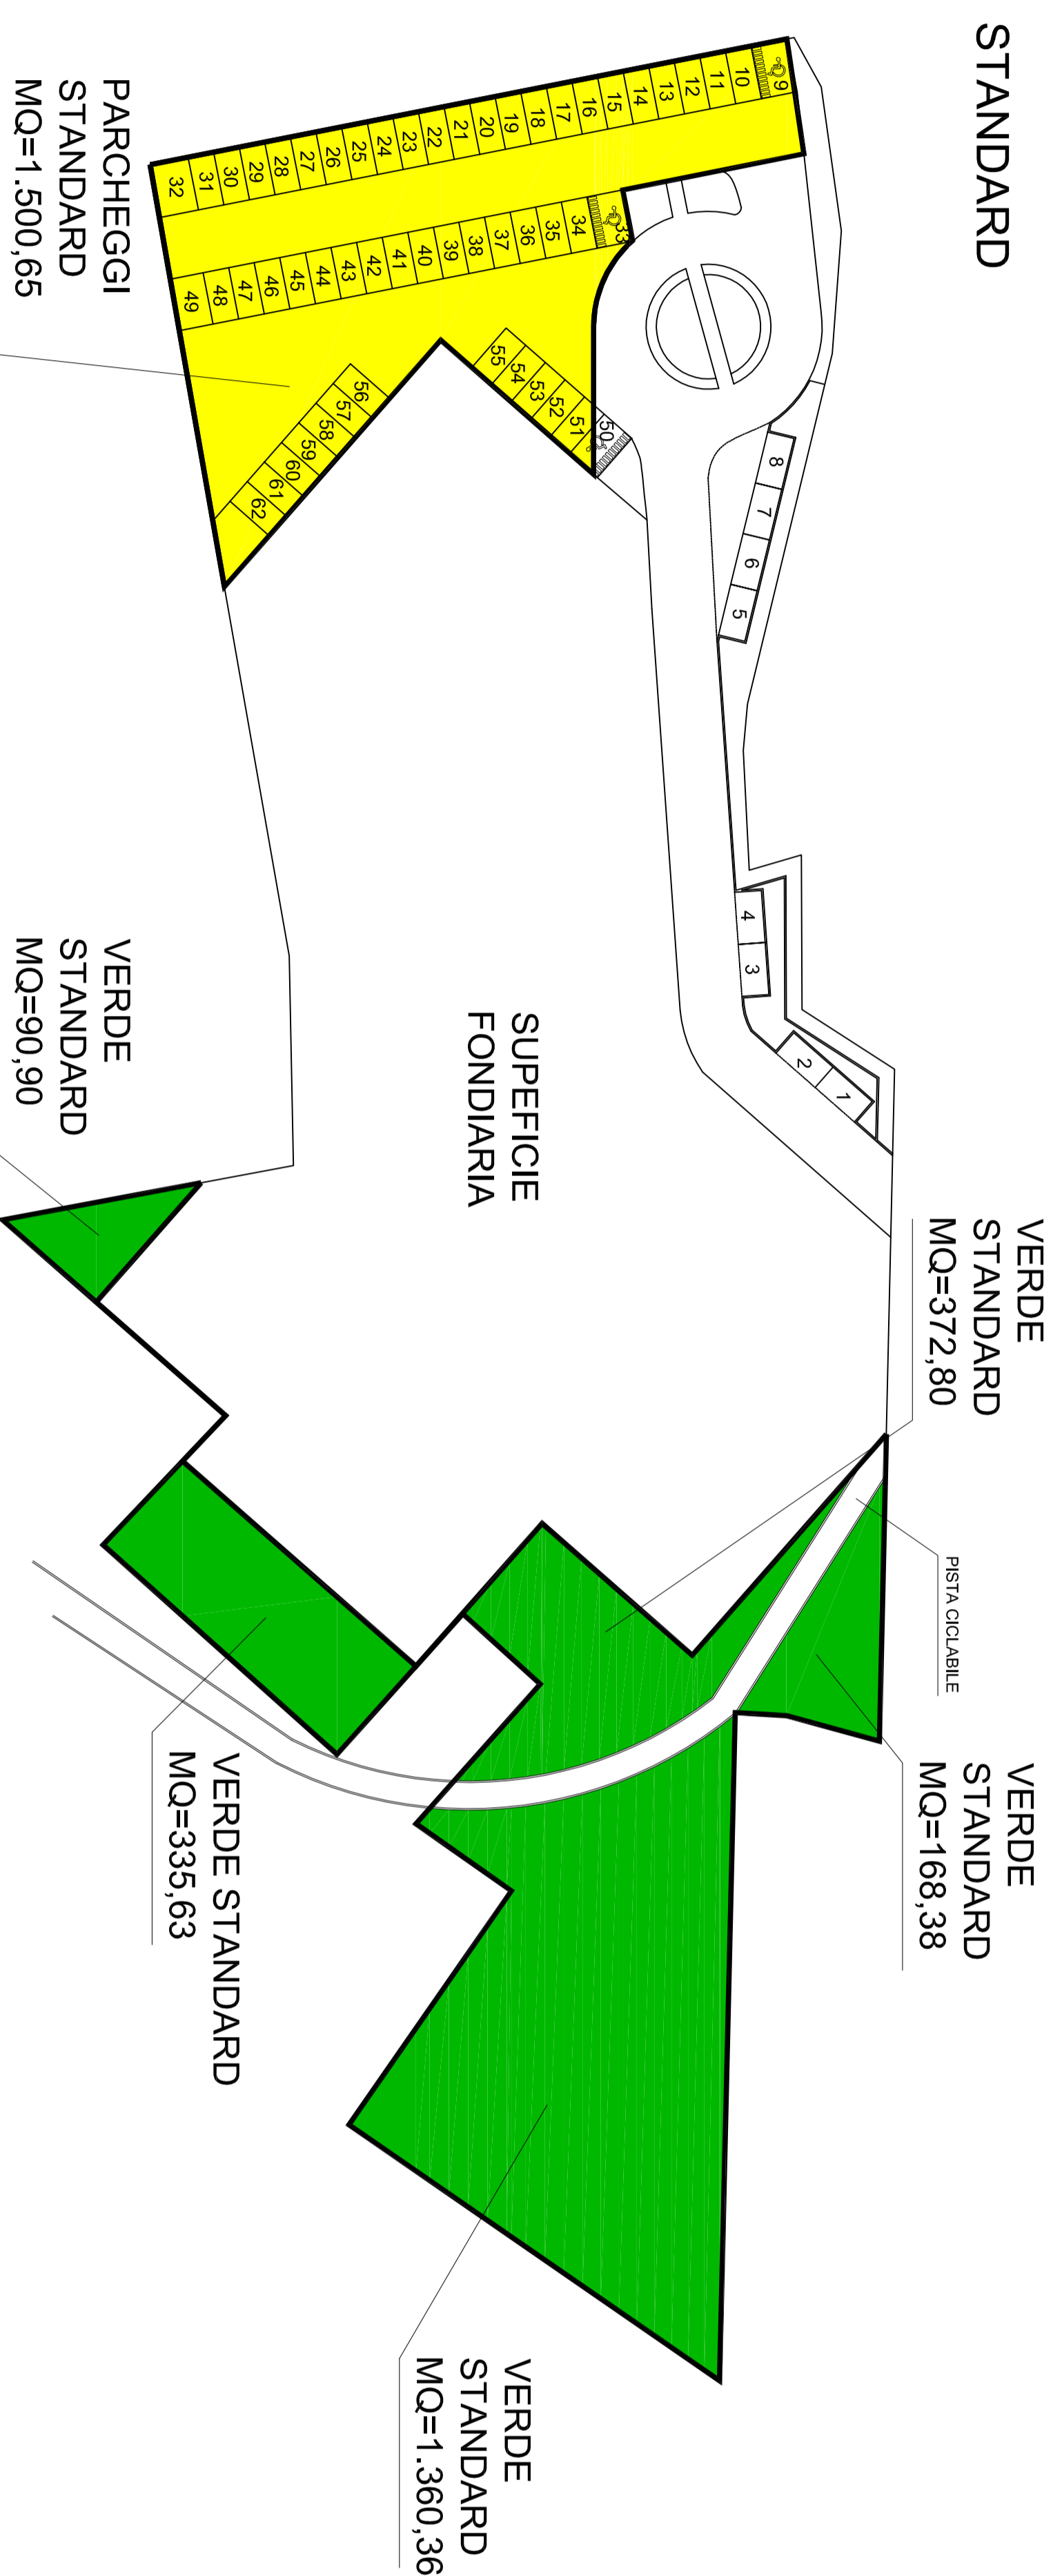 STANDARD
PARCHEGGI
STANDARD
MQ=1.500,65
9
10
11
12
13
14
15
16
17
18
19
20
21
22
23
24
25
26
27
28
29
30
31
32
33
34
35
36
37
38
39
40
41
42
43
44
45
46
47
48
49
50
51
52
53
54
55
56
57
58
59
60
61
62
8
7
6
5
4
3
2
1
SUPEFICIE
FONDIARIA
VERDE
STANDARD
MQ=90,90
VERDE
STANDARD
MQ=372,80
PISTA CICLABILE
VERDE
STANDARD
MQ=168,38
VERDE STANDARD
MQ=335,63
VERDE
STANDARD
MQ=1.360,36